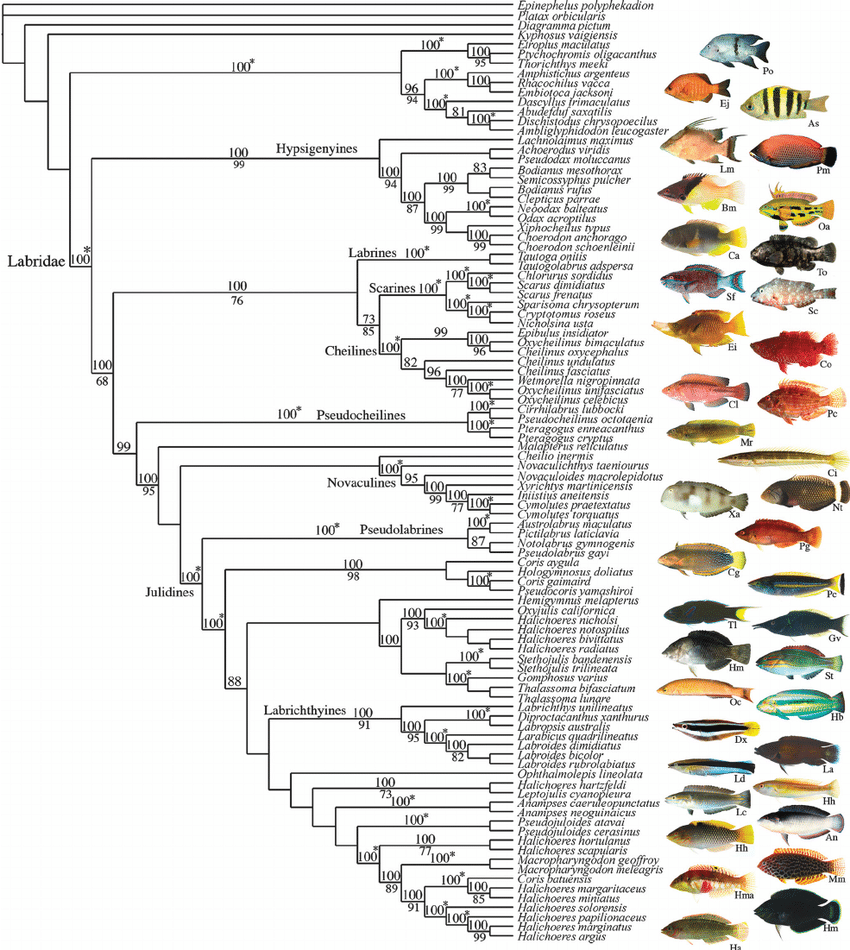 Epinephelus polyphekadion
Platax orbicularis
Diagramma pictum
Kyphosus vaigiensis
Etroplus maculatus
100*
100
Ptychochromis oligacanthus
95
Thorichthys meeki
100*
Po
Amphistichus argenteus
100*
100
Rhacochilus vacca
96
94
Embiotoca jacksoni
Ej
100*
Dascyllus trimaculatus
81
Abudefduf saxatilis
As
100*
Dischistodus chrysopoecilus
Amblyglyphidodon leucogaster
Lachnolaimus maximus
100
99
Hypsigenyines
Achoerodus viridis
100
94
Pseudodax moluccanus
Lm
Pm
83
Bodianus mesothorax
100
99
Semicossyphus pulcher
100
87
Bodianus rufus
Clepticus parrae
Bm
100*
Neoodax balteatus
Odax acroptilus
Oa
100
99
Xiphocheilus typus
100
99
Choerodon anchorago
Choerodon schoenleinii
Ca
Labrines
100*
Tautoga onitis
To
Labridae
100*
Tautogolabrus adspersa
100*
Chlorurus sordidus
100*
Scarus dimidiatus
100
76
Scarines
100*
Scarus frenatus
Sf
Sc
100*
Sparisoma chrysopterum
100*
Cryptotomus roseus
73
85
Nicholsina usta
99
Epibulus insidiator
100*
100
96
Oxycheilinus bimaculatus
Cheilines
Cheilinus oxycephalus
Ei
82
Cheilinus undulatus
Co
100
68
96
Cheilinus fasciatus
100
77
Wetmorella nigropinnata
100*
Oxycheilinus unifasciatus
Oxycheilinus celebicus
Cl
Pc
100*
Pseudocheilines
100*
Cirrhilabrus lubbocki
Pseudocheilinus octotaenia
100*
Pteragogus enneacanthus
Pteragogus cryptus
Mr
99
Malapterus reticulatus
Cheilio inermis
Ci
100*
Novaculichthys taeniourus
95
95
Novaculoides macrolepidotus
Novaculines
100
99
Xyrichtys martinicensis
100
77
Iniistius aneitensis
100*
Cymolutes praetextatus
Cymolutes torquatus
Xa
Nt
100*
Pseudolabrines
100*
Austrolabrus maculatus
Pictilabrus laticlavia
87
Notolabrus gymnogenis
Pg
Pseudolabrus gayi
100
98
Coris aygula
Cg
Julidines
100*
Hologymnosus doliatus
100*
Coris gaimard
Pseudocoris yamashiroi
Pc
Hemigymnus melapterus
100*
100
93
Oxyjulis californica
100*
Halichoeres nicholsi
Tl
Gv
100
Halichoeres notospilus
Halichoeres bivittatus
Halichoeres radiatus
100*
Stethojulis bandenensis
Hm
St
Stethojulis trilineata
100*
Gomphosus varius
88
Thalassoma bifasciatum
Thalassoma lunare
Oc
Hb
Labrichthyines
100
91
Labrichthys unilineatus
100
95
100*
Diproctacanthus xanthurus
Labropsis australis
Dx
100*
Larabicus quadrilineatus
100
82
Labroides dimidiatus
Labroides bicolor
Labroides rubrolabiatus
La
Ophthalmolepis lineolata
Ld
100
73
Halichoeres hartzfeldi
Leptojulis cyanopleura
Hh
100*
Anampses caeruleopunctatus
Lc
Anampses neoguinaicus
100*
Pseudojuloides atavai
An
Pseudojuloides cerasinus
100
77
Halichoeres hortulanus
Hh
100*
Halichoeres scapularis
100*
Macropharyngodon geoffroy
100
89
Macropharyngodon meleagris
Mm
100*
Coris batuensis
100
91
100
85
Halichoeres margaritaceus
Hma
Halichoeres miniatus
100*
Halichoeres solorensis
100*
Halichoeres papilionaceus
100
99
Halichoeres marginatus
Hm
Halichoeres argus
Ha